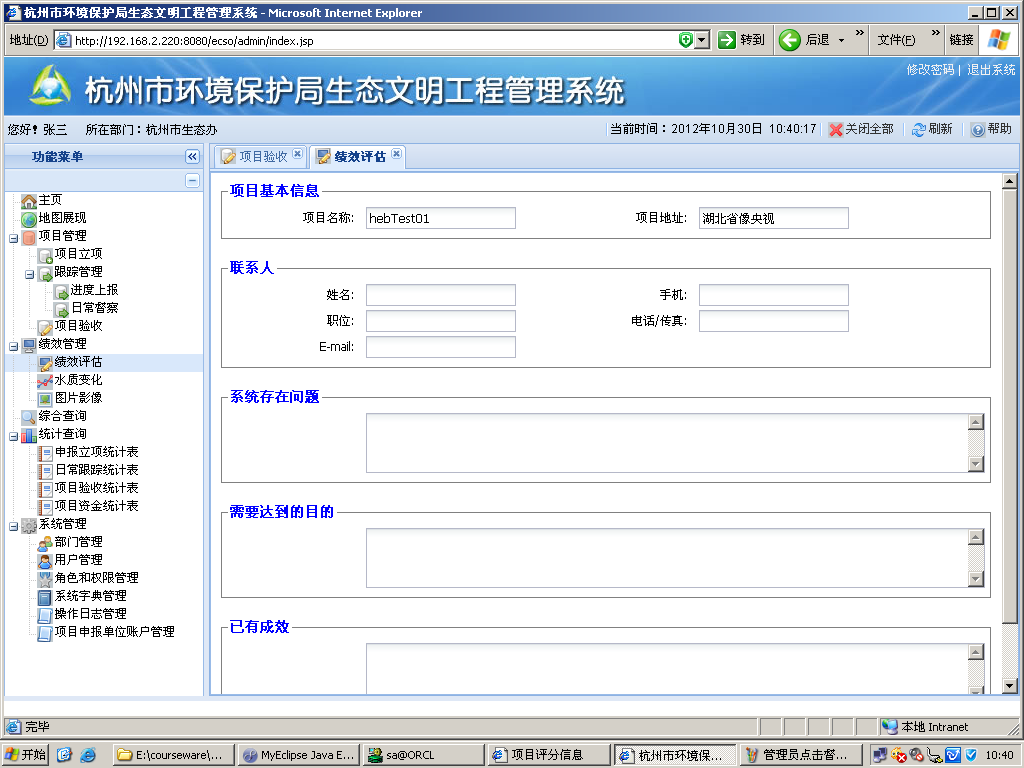 杭州市环境保护局生态文明工程管理系统 - Microsoft Internet Explorer
地址(D) http://192.168.2.220:8080/ecso/admin/index.jsp 转到 后退 文件(F) 链接
修改密码 | 退出系统
杭州市环境保护局生态文明工程管理系统
您好！张三 所在部门：杭州市生态办 当前时间：2012年10月30日 10:40:17 关闭全部 刷新 帮助
功能菜单
项目验收 绩效评估
主页
地图展现
项目管理
项目立项
跟踪管理
进度上报
日常督察
项目验收
绩效管理
绩效评估
水质变化
图片影像
综合查询
统计查询
申报立项统计表
日常跟踪统计表
项目验收统计表
项目资金统计表
系统管理
部门管理
用户管理
角色和权限管理
系统字典管理
操作日志管理
项目申报单位账户管理
项目基本信息
项目名称: hebTest01 项目地址: 湖北省像央视
联系人
姓名: 手机:
职位: 电话/传真:
E-mail:
系统存在问题
需要达到的目的
已有成效
完毕 本地 Intranet
开始 E:\courseware\... MyEclipse Java E... sa@ORCL 项目评分信息 杭州市环境保... 管理员点击督... 10:40